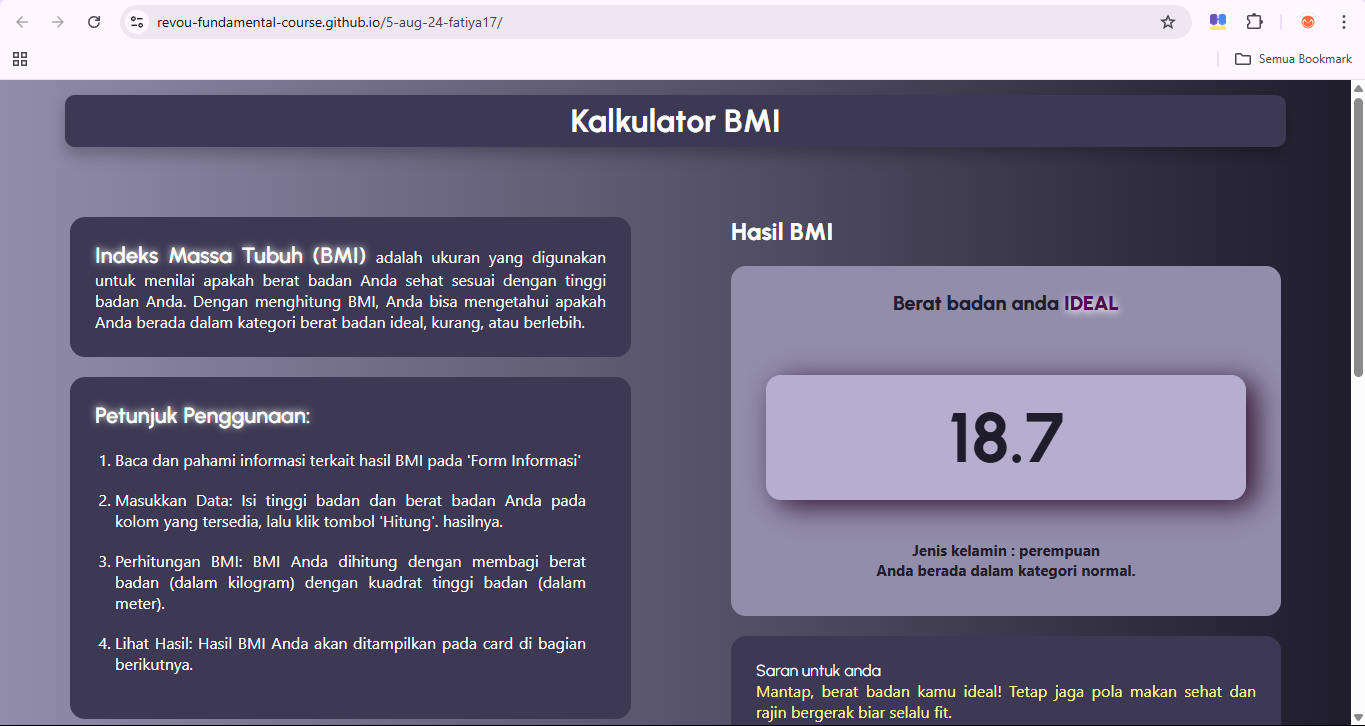 revou-fundamental-course.github.io/5-aug-24-fatiya17/
Semua Bookmark
Kalkulator BMI
Indeks Massa Tubuh (BMI) adalah ukuran yang digunakan
untuk menilai apakah berat badan Anda sehat sesuai dengan tinggi
badan Anda. Dengan menghitung BMI, Anda bisa mengetahui apakah
Anda berada dalam kategori berat badan ideal, kurang, atau berlebih.
Petunjuk Penggunaan:
1. Baca dan pahami informasi terkait hasil BMI pada 'Form Informasi'
2. Masukkan Data: Isi tinggi badan dan berat badan Anda pada
kolom yang tersedia, lalu klik tombol 'Hitung'. hasilnya.
3. Perhitungan BMI: BMI Anda dihitung dengan membagi berat
badan (dalam kilogram) dengan kuadrat tinggi badan (dalam
meter).
4. Lihat Hasil: Hasil BMI Anda akan ditampilkan pada card di bagian
berikutnya.
Hasil BMI
Berat badan anda IDEAL
18.7
Jenis kelamin : perempuan
Anda berada dalam kategori normal.
Saran untuk anda
Mantap, berat badan kamu ideal! Tetap jaga pola makan sehat dan
rajin bergerak biar selalu fit.